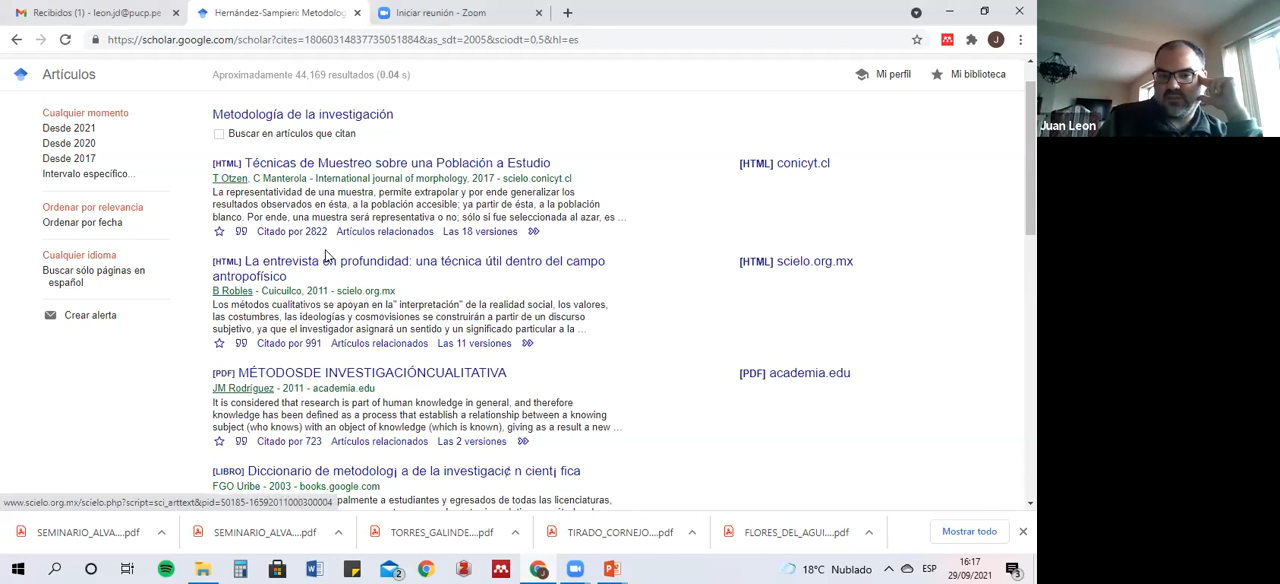 Recibidos (1) - leon.jd@pucp.pe
Hernández-Sampieri: Metodolog
Iniciar reunión - Zoom
https://scholar.google.com/scholar?cites=18060314837735051884&as_sdt=2005&sciodt=0,5&hl=es
Artículos
Aproximadamente 44,169 resultados (0.04 s)
Mi perfil
Mi biblioteca
Cualquier momento
Desde 2021
Desde 2020
Desde 2017
Intervalo específico...
Ordenar por relevancia
Ordenar por fecha
Cualquier idioma
Buscar sólo páginas en
español
Crear alerta
Metodología de la investigación
Buscar en artículos que citan
[HTML] Técnicas de Muestreo sobre una Población a Estudio
T Otzen, C Manterola - International journal of morphology, 2017 - scielo.conicyt.cl
La representatividad de una muestra, permite extrapolar y por ende generalizar los
resultados observados en ésta, a la población accesible; ya partir de ésta, a la población
blanco. Por ende, una muestra será representativa o no; sólo si fue seleccionada al azar, es ...
Citado por 2822 Artículos relacionados Las 18 versiones
[HTML] conicyt.cl
[HTML] La entrevista en profundidad: una técnica útil dentro del campo
antropofísico
B Robles - Cuicuilco, 2011 - scielo.org.mx
Los métodos cualitativos se apoyan en la" interpretación" de la realidad social, los valores,
las costumbres, las ideologías y cosmovisiones se construirán a partir de un discurso
subjetivo, ya que el investigador asignará un sentido y un significado particular a la ...
Citado por 991 Artículos relacionados Las 11 versiones
[HTML] scielo.org.mx
[PDF] MÉTODOSDE INVESTIGACIÓNCUALITATIVA
JM Rodríguez - 2011 - academia.edu
It is considered that research is part of human knowledge in general, and therefore
knowledge has been defined as a process that establish a relationship between a knowing
subject (who knows) with an object of knowledge (which is known), giving as a result a new ...
Citado por 723 Artículos relacionados Las 2 versiones
[PDF] academia.edu
[LIBRO] Diccionario de metodolog¡ a de la investigaci¢ n cient¡ fica
FGO Uribe - 2003 - books.google.com
palmente a estudiantes y egresados de todas las licenciaturas,
www.scielo.org.mx/scielo.php?script=sci_arttext&pid=S0185-16592011000300004
SEMINARIO_ALVA....pdf
SEMINARIO_ALVA....pdf
TORRES_GALINDE....pdf
TIRADO_CORNEJO....pdf
FLORES_DEL_AGUI....pdf
Mostrar todo
2
18°C Nublado
ESP
16:17
29/09/2021
3
Juan Leon